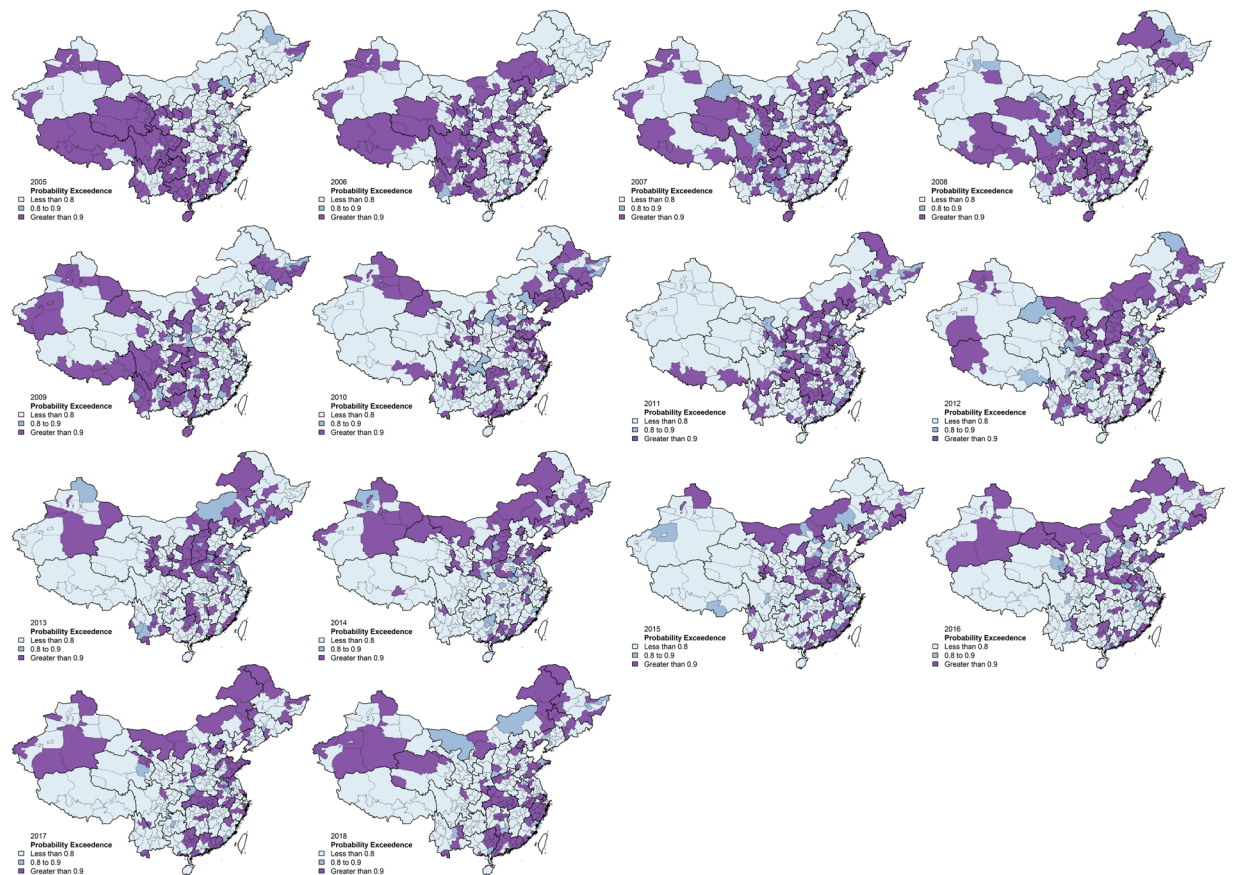 2005
Probability Exceedence
Less than 0.8
0.8 to 0.9
Greater than 0.9
2006
Probability Exceedence
Less than 0.8
0.8 to 0.9
Greater than 0.9
2007
Probability Exceedence
Less than 0.8
0.8 to 0.9
Greater than 0.9
2008
Probability Exceedence
Less than 0.8
0.8 to 0.9
Greater than 0.9
2009
Probability Exceedence
Less than 0.8
0.8 to 0.9
Greater than 0.9
2010
Probability Exceedence
Less than 0.8
0.8 to 0.9
Greater than 0.9
2011
Probability Exceedence
Less than 0.8
0.8 to 0.9
Greater than 0.9
2012
Probability Exceedence
Less than 0.8
0.8 to 0.9
Greater than 0.9
2013
Probability Exceedence
Less than 0.8
0.8 to 0.9
Greater than 0.9
2014
Probability Exceedence
Less than 0.8
0.8 to 0.9
Greater than 0.9
2015
Probability Exceedence
Less than 0.8
0.8 to 0.9
Greater than 0.9
2016
Probability Exceedence
Less than 0.8
0.8 to 0.9
Greater than 0.9
2017
Probability Exceedence
Less than 0.8
0.8 to 0.9
Greater than 0.9
2018
Probability Exceedence
Less than 0.8
0.8 to 0.9
Greater than 0.9